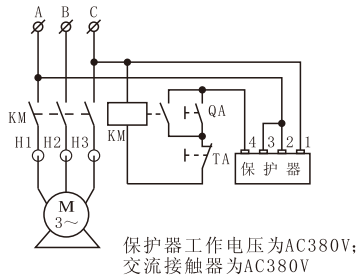 A B C
KM
H1 H2 H3
KM
QA
TA
4 3 2 1
保护器
M
3～
保护器工作电压为AC380V;
交流接触器为AC380V